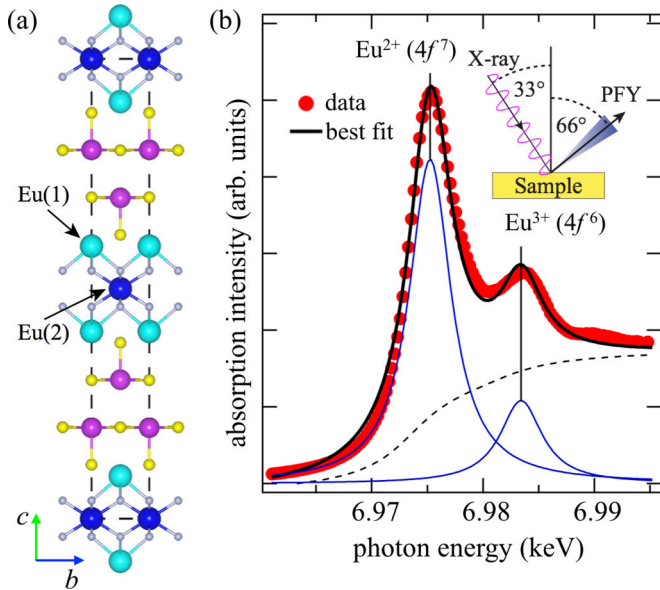 (a)
Eu(1)
Eu(2)
c
b
(b)
Eu²⁺ (4f⁷)
X-ray
33°
PFY
66°
data
best fit
Sample
Eu³⁺ (4f⁶)
absorption intensity (arb. units)
6.97
6.98
6.99
photon energy (keV)